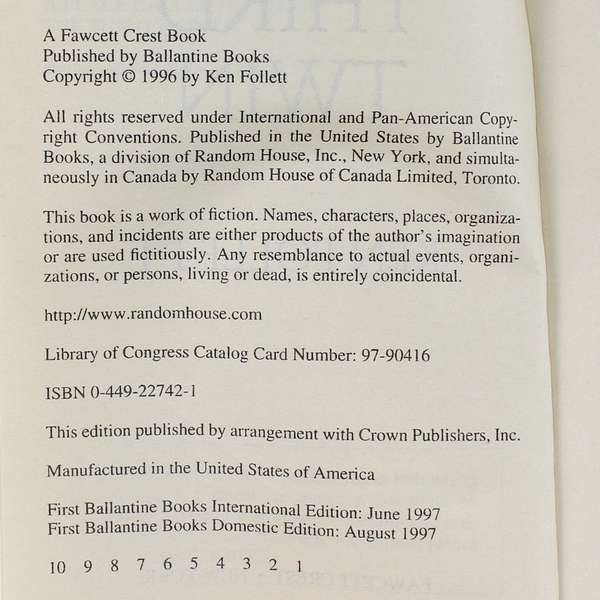 A Fawcett Crest Book
Published by Ballantine Books
Copyright © 1996 by Ken Follett
All rights reserved under International and Pan-American Copy-
right Conventions. Published in the United States by Ballantine
Books, a division of Random House, Inc., New York, and simulta-
neously in Canada by Random House of Canada Limited, Toronto.
This book is a work of fiction. Names, characters, places, organiza-
tions, and incidents are either products of the author's imagination
or are used fictitiously. Any resemblance to actual events, organi-
zations, or persons, living or dead, is entirely coincidental.
http://www.randomhouse.com
Library of Congress Catalog Card Number: 97-90416
ISBN 0-449-22742-1
This edition published by arrangement with Crown Publishers, Inc.
Manufactured in the United States of America
First Ballantine Books International Edition: June 1997
First Ballantine Books Domestic Edition: August 1997
10 9 8 7 6 5 4 3 2 1